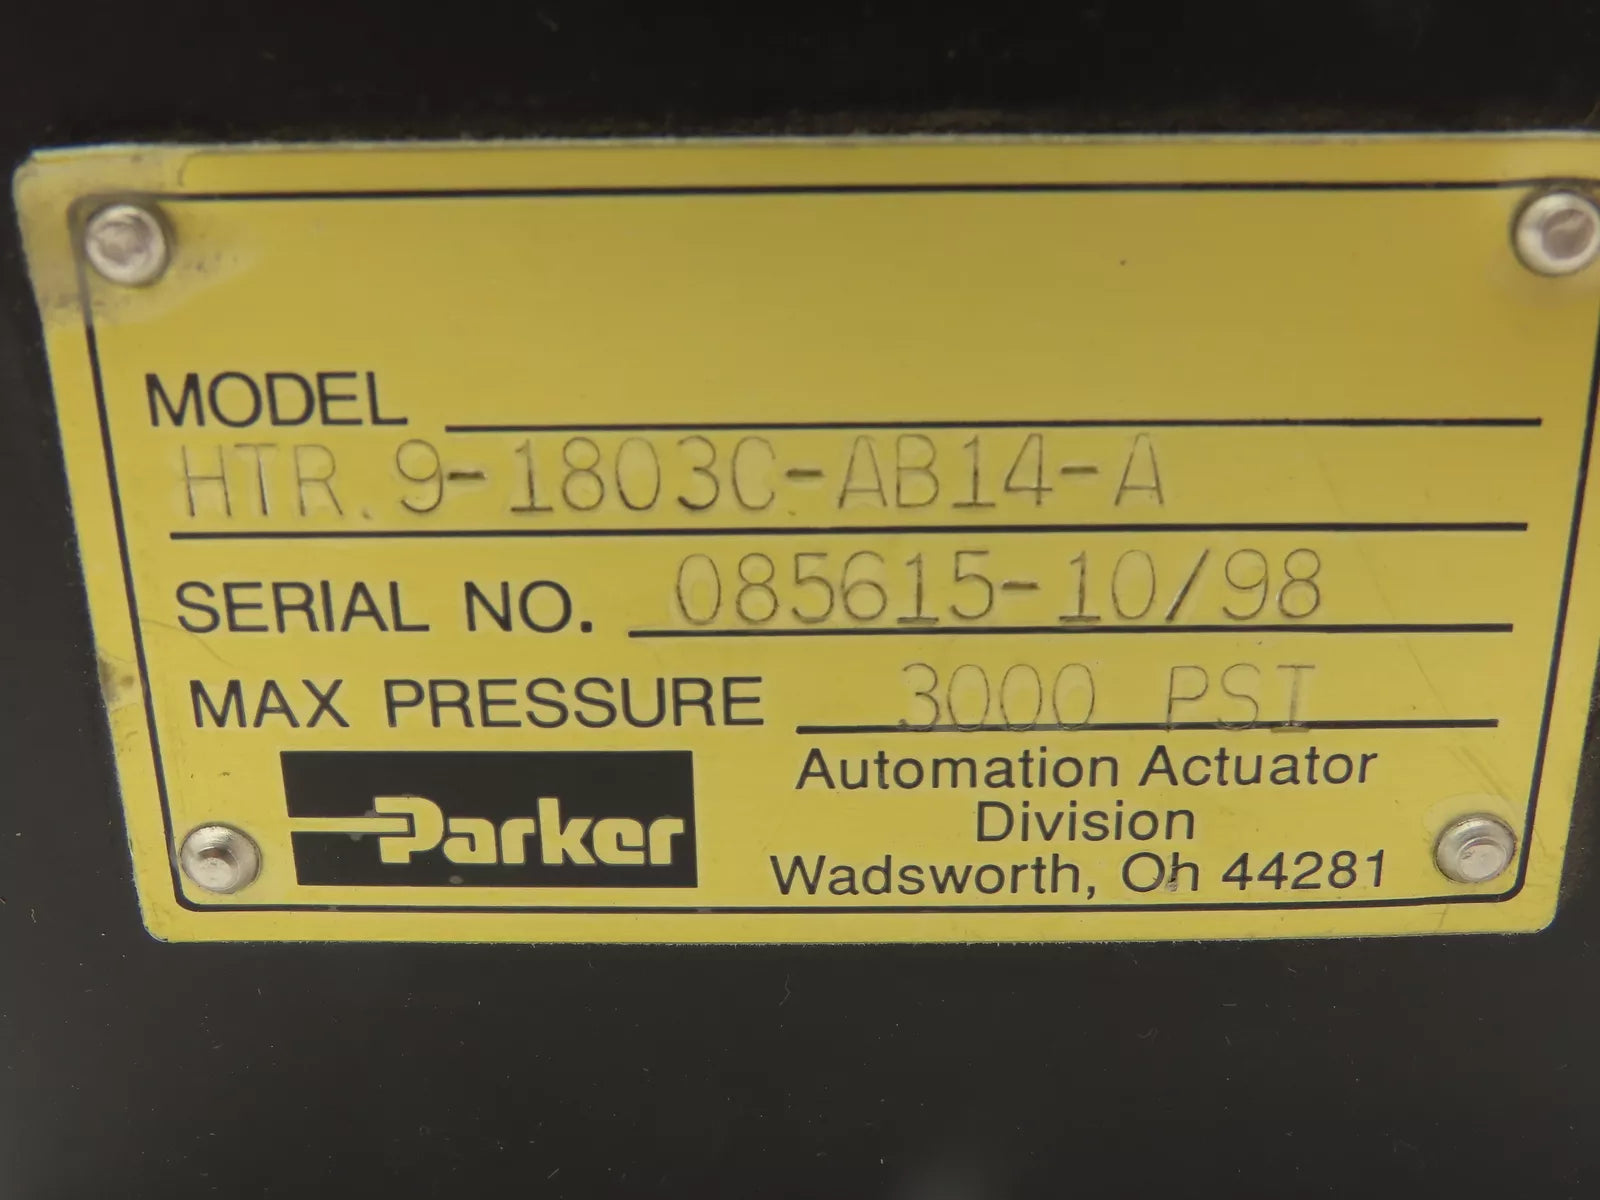 MODEL
HTR.9-1803C-AB14-A
SERIAL NO. 085615-10/98
MAX PRESSURE 3000 PSI
Parker
Automation Actuator
Division
Wadsworth, Oh 44281